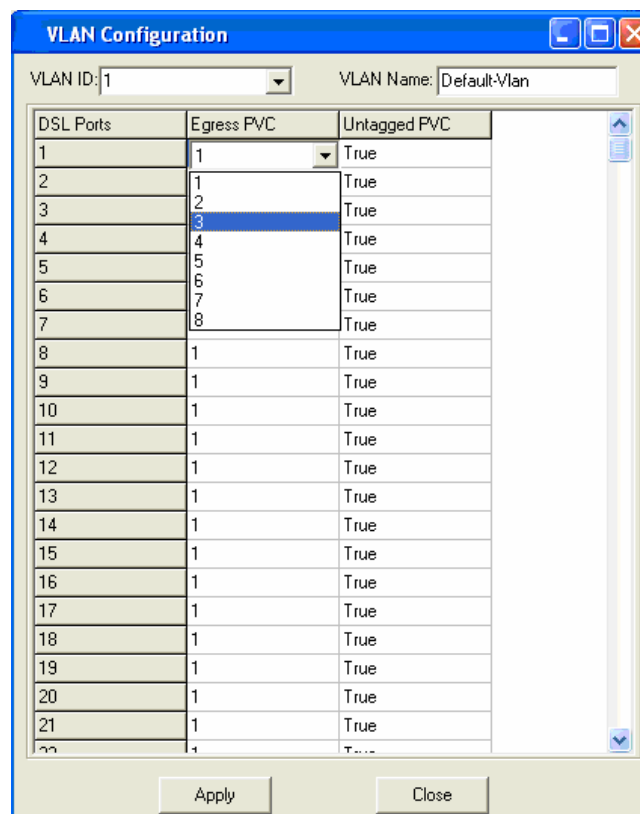 VLAN Configuration
VLAN ID: 1 VLAN Name: Default-Vlan
DSL Ports Egress PVC Untagged PVC
1 1 True
2 1 True
3 2 True
3
4 4 True
5 5 True
6 6 True
7 7 True
8
8 1 True
9 1 True
10 1 True
11 1 True
12 1 True
13 1 True
14 1 True
15 1 True
16 1 True
17 1 True
18 1 True
19 1 True
20 1 True
21 1 True
Apply Close